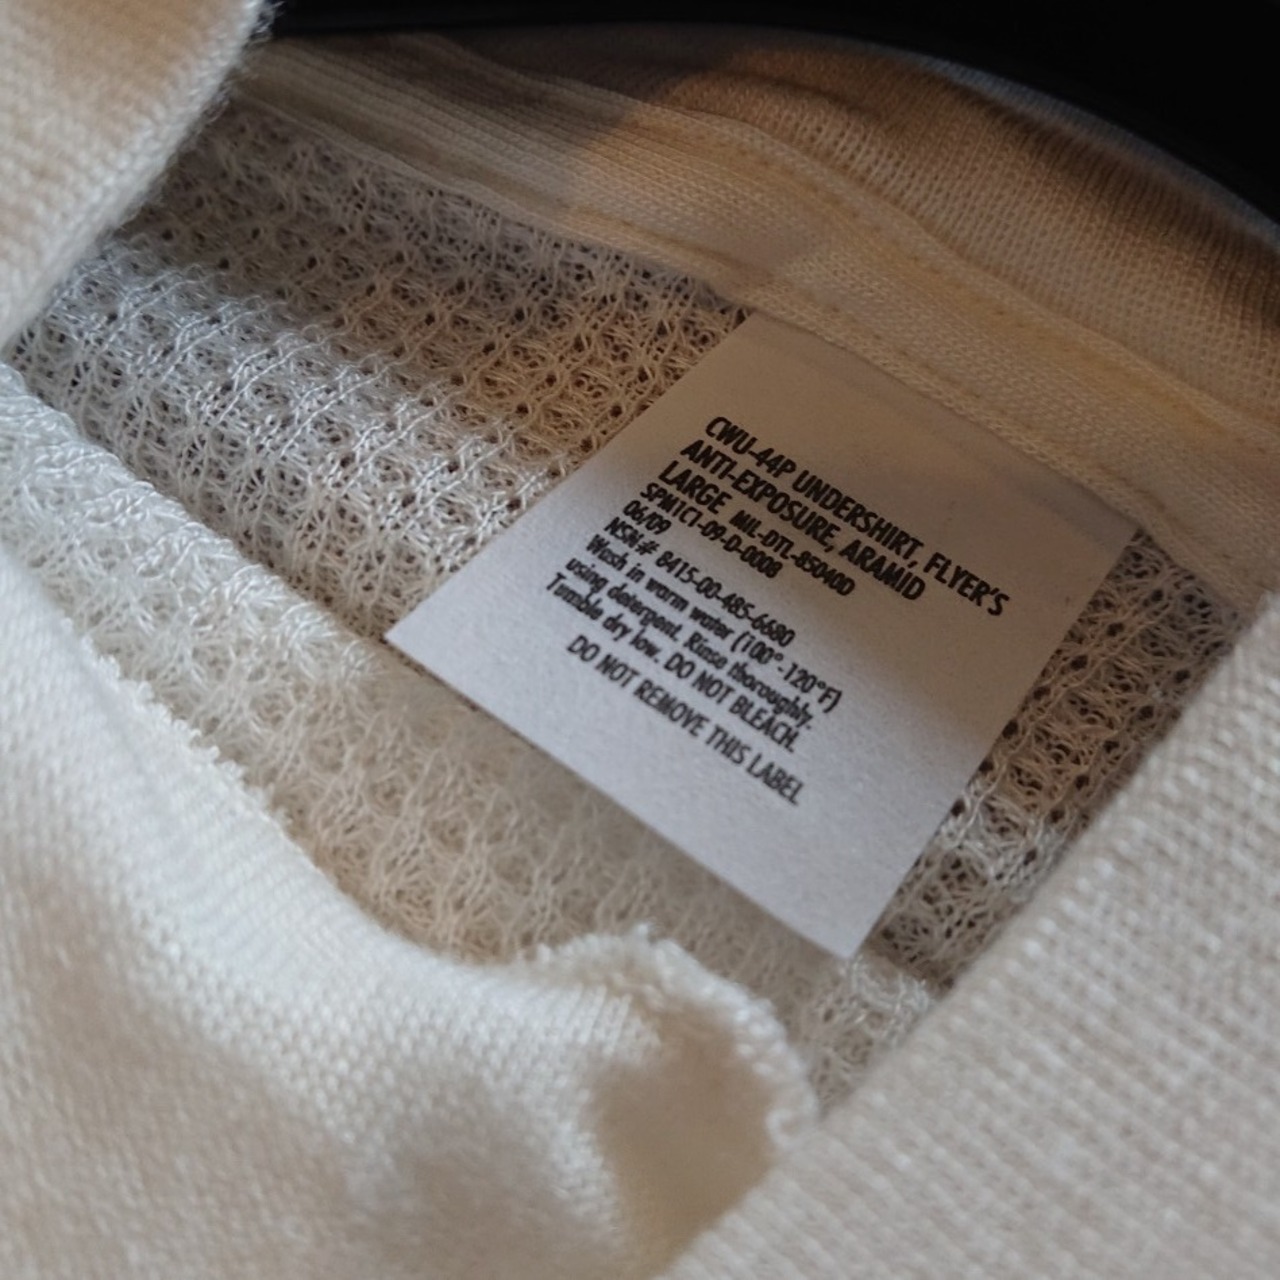 CWU-44P UNDERSHIRT, FLYER'S
ANTI-EXPOSURE, ARAMID
LARGE MIL-DTL-85040D
SPM1C1-09-D-0008
06/09
NSN# 8415-00-485-6680
Wash in warm water (100°-120°F)
using detergent. Rinse thoroughly.
Tumble dry low. DO NOT BLEACH.
DO NOT REMOVE THIS LABEL